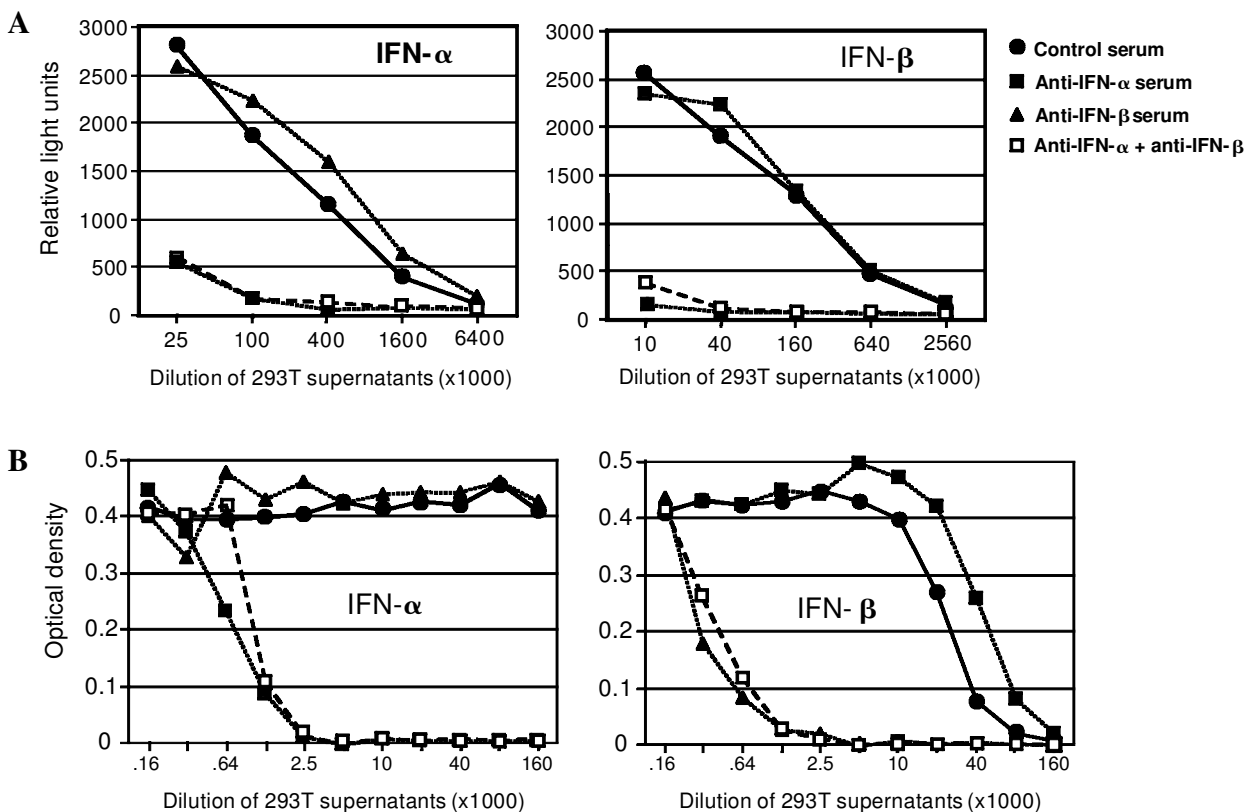 A
Relative light units
3000
2500
2000
1500
1000
500
0
IFN-α
25 100 400 1600 6400
Dilution of 293T supernatants (x1000)
3000
2500
2000
1500
1000
500
0
IFN-β
10 40 160 640 2560
Dilution of 293T supernatants (x1000)
Control serum
Anti-IFN-α serum
Anti-IFN-β serum
Anti-IFN-α + anti-IFN-β
B
Optical density
0.5
0.4
0.3
0.2
0.1
0
IFN-α
.16 .64 2.5 10 40 160
Dilution of 293T supernatants (x1000)
0.5
0.4
0.3
0.2
0.1
0
IFN- β
.16 .64 2.5 10 40 160
Dilution of 293T supernatants (x1000)